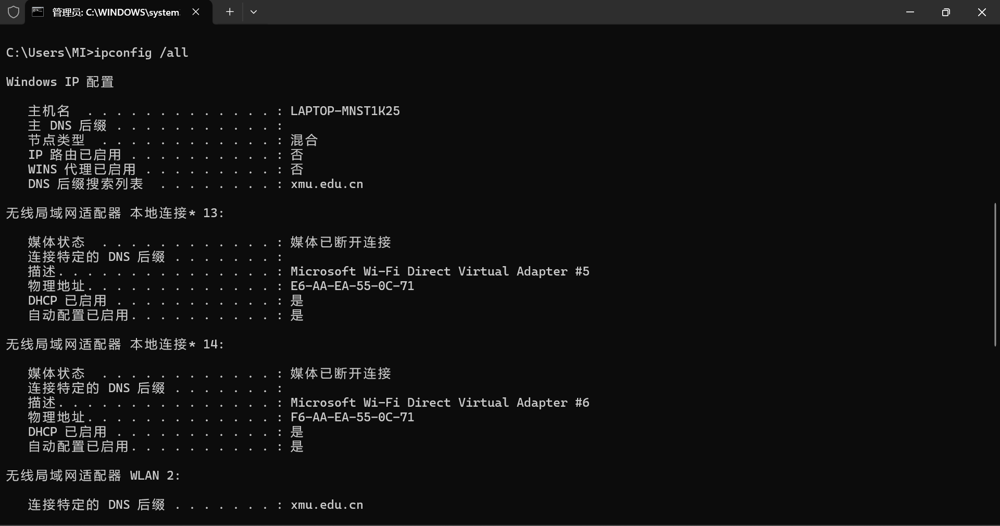 管理员: C:\WINDOWS\system
C:\Users\MI>ipconfig /all
Windows IP 配置
主机名  . . . . . . . . . . . . . : LAPTOP-MNST1K25
主 DNS 后缀 . . . . . . . . . . . . :
节点类型  . . . . . . . . . . . . : 混合
IP 路由已启用 . . . . . . . . . . . : 否
WINS 代理已启用 . . . . . . . . . . : 否
DNS 后缀搜索列表  . . . . . . . . : xmu.edu.cn
无线局域网适配器 本地连接* 13:
媒体状态  . . . . . . . . . . . . : 媒体已断开连接
连接特定的 DNS 后缀 . . . . . . . . :
描述. . . . . . . . . . . . . . . : Microsoft Wi-Fi Direct Virtual Adapter #5
物理地址. . . . . . . . . . . . . : E6-AA-EA-55-0C-71
DHCP 已启用 . . . . . . . . . . . . : 是
自动配置已启用. . . . . . . . . . : 是
无线局域网适配器 本地连接* 14:
媒体状态  . . . . . . . . . . . . : 媒体已断开连接
连接特定的 DNS 后缀 . . . . . . . . :
描述. . . . . . . . . . . . . . . : Microsoft Wi-Fi Direct Virtual Adapter #6
物理地址. . . . . . . . . . . . . : F6-AA-EA-55-0C-71
DHCP 已启用 . . . . . . . . . . . . : 是
自动配置已启用. . . . . . . . . . : 是
无线局域网适配器 WLAN 2:
连接特定的 DNS 后缀 . . . . . . . . : xmu.edu.cn